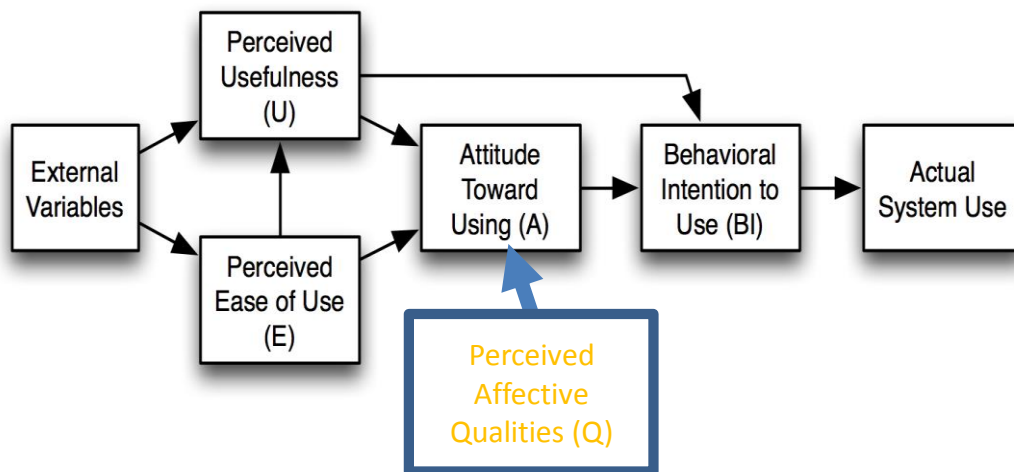 Perceived
Usefulness
(U)
External
Variables
Perceived
Ease of Use
(E)
Attitude
Toward
Using (A)
Behavioral
Intention to
Use (BI)
Actual
System Use
Perceived
Affective
Qualities (Q)